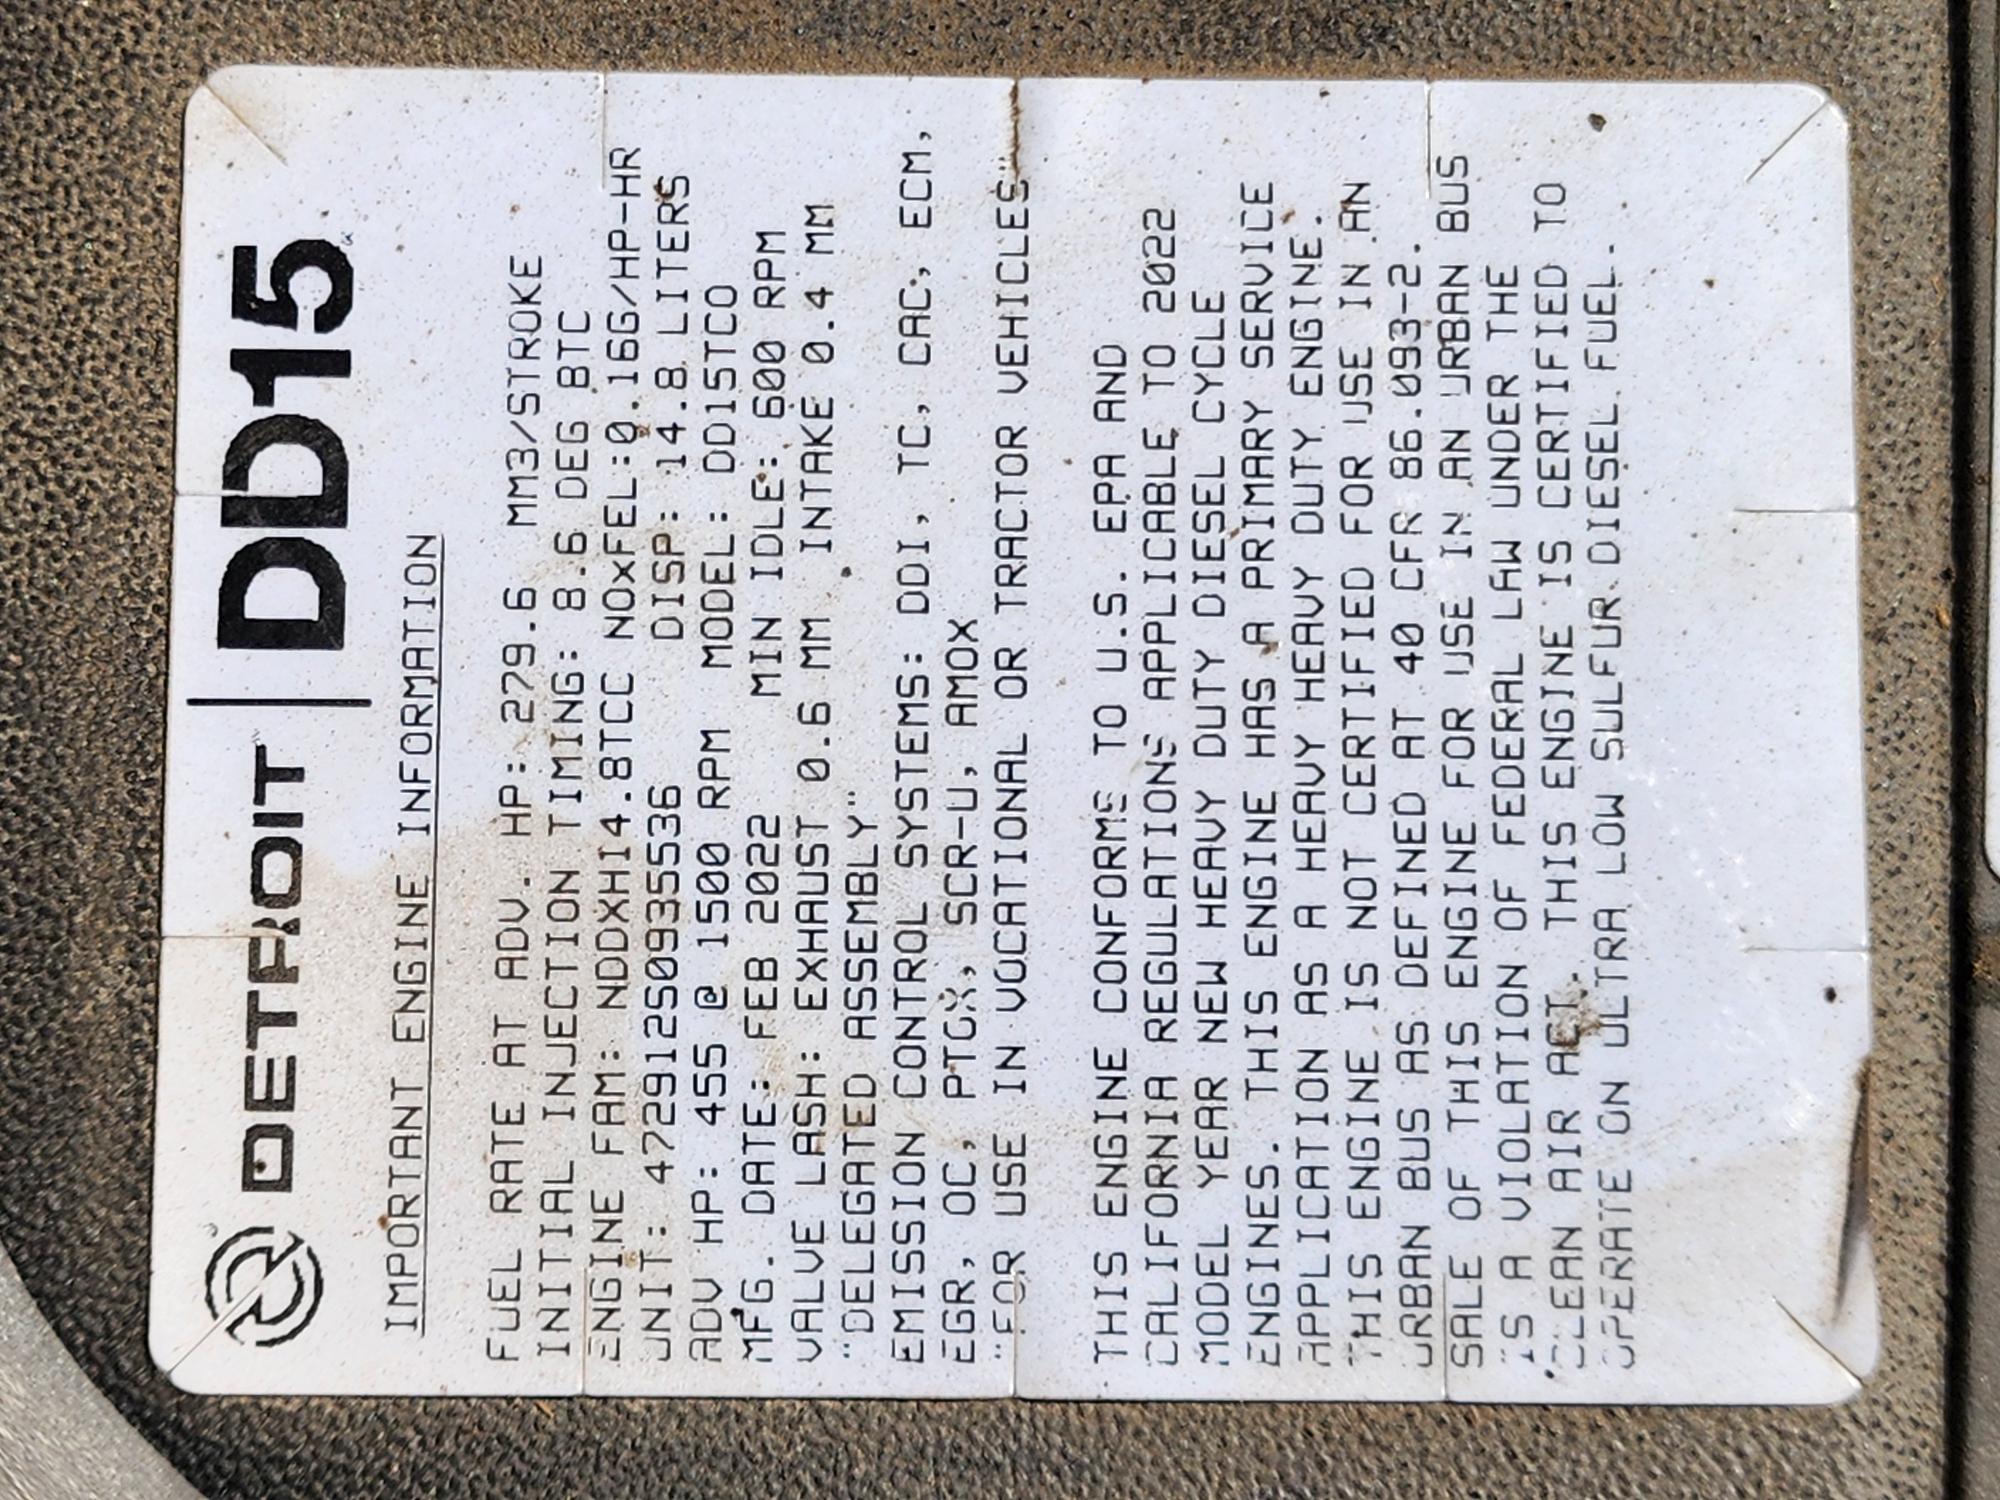 DETROIT | DD15
IMPORTANT ENGINE INFORMATION
FUEL RATE AT ADV. HP: 279.6 MM3/STROKE
INITIAL INJECTION TIMING: 8.6 DEG BTC
ENGINE FAM: NDDXH14.8TCC NOxFEL:0.16G/HP-HR
UNIT: 472912S0935536 DISP: 14.8 LITERS
ADV HP: 455 @ 1500 RPM MODEL: DD15TCO
MFG. DATE: FEB 2022 MIN IDLE: 600 RPM
VALVE LASH: EXHAUST 0.6 MM INTAKE 0.4 MM
"DELEGATED ASSEMBLY"
EMISSION CONTROL SYSTEMS: DDI, TC, CAC, ECM,
EGR, OC, PTOX, SCR-U, AMOX
"FOR USE IN VOCATIONAL OR TRACTOR VEHICLES"
THIS ENGINE CONFORMS TO U.S. EPA AND
CALIFORNIA REGULATIONS APPLICABLE TO 2022
MODEL YEAR NEW HEAVY DUTY DIESEL CYCLE
ENGINES. THIS ENGINE HAS A PRIMARY SERVICE
APPLICATION AS A HEAVY HEAVY DUTY ENGINE.
THIS ENGINE IS NOT CERTIFIED FOR USE IN AN
URBAN BUS AS DEFINED AT 40 CFR 86.093-2.
SALE OF THIS ENGINE FOR USE IN AN URBAN BUS
IS A VIOLATION OF FEDERAL LAW UNDER THE
CLEAN AIR ACT. THIS ENGINE IS CERTIFIED TO
OPERATE ON ULTRA LOW SULFUR DIESEL FUEL.